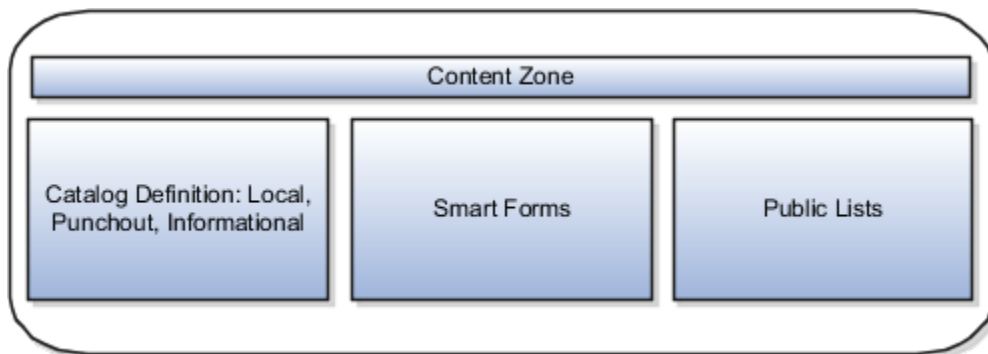 Content Zone
Catalog Definition: Local,
Punchout, Informational
Smart Forms
Public Lists